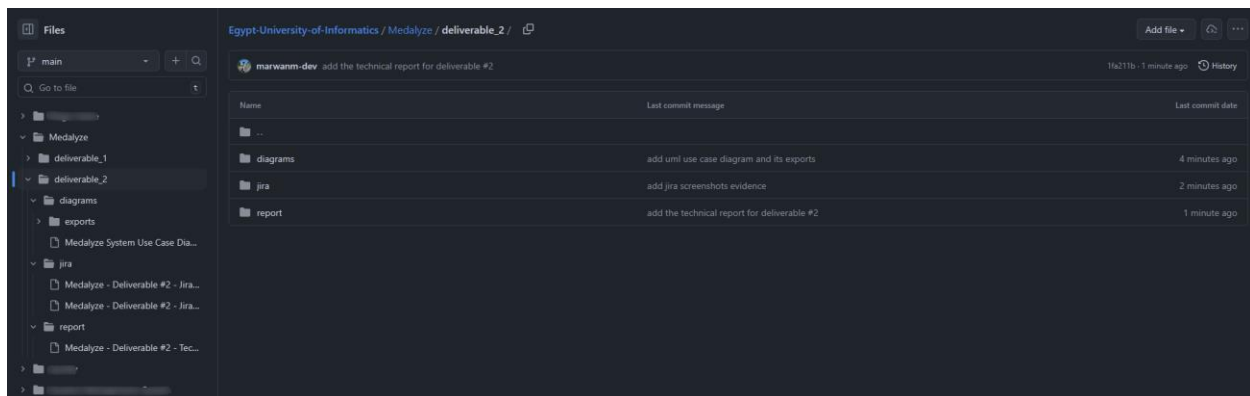 Files
main
Go to file
t
Medalyze
deliverable_1
deliverable_2
diagrams
exports
Medalyze System Use Case Dia...
jira
Medalyze - Deliverable #2 - Jira...
Medalyze - Deliverable #2 - Jira...
report
Medalyze - Deliverable #2 - Tec...
Egypt-University-of-Informatics / Medalyze / deliverable_2 /
Add file
marwanm-dev add the technical report for deliverable #2
1fa211b · 1 minute ago History
Name Last commit message Last commit date
..
diagrams add uml use case diagram and its exports 4 minutes ago
jira add jira screenshots evidence 2 minutes ago
report add the technical report for deliverable #2 1 minute ago